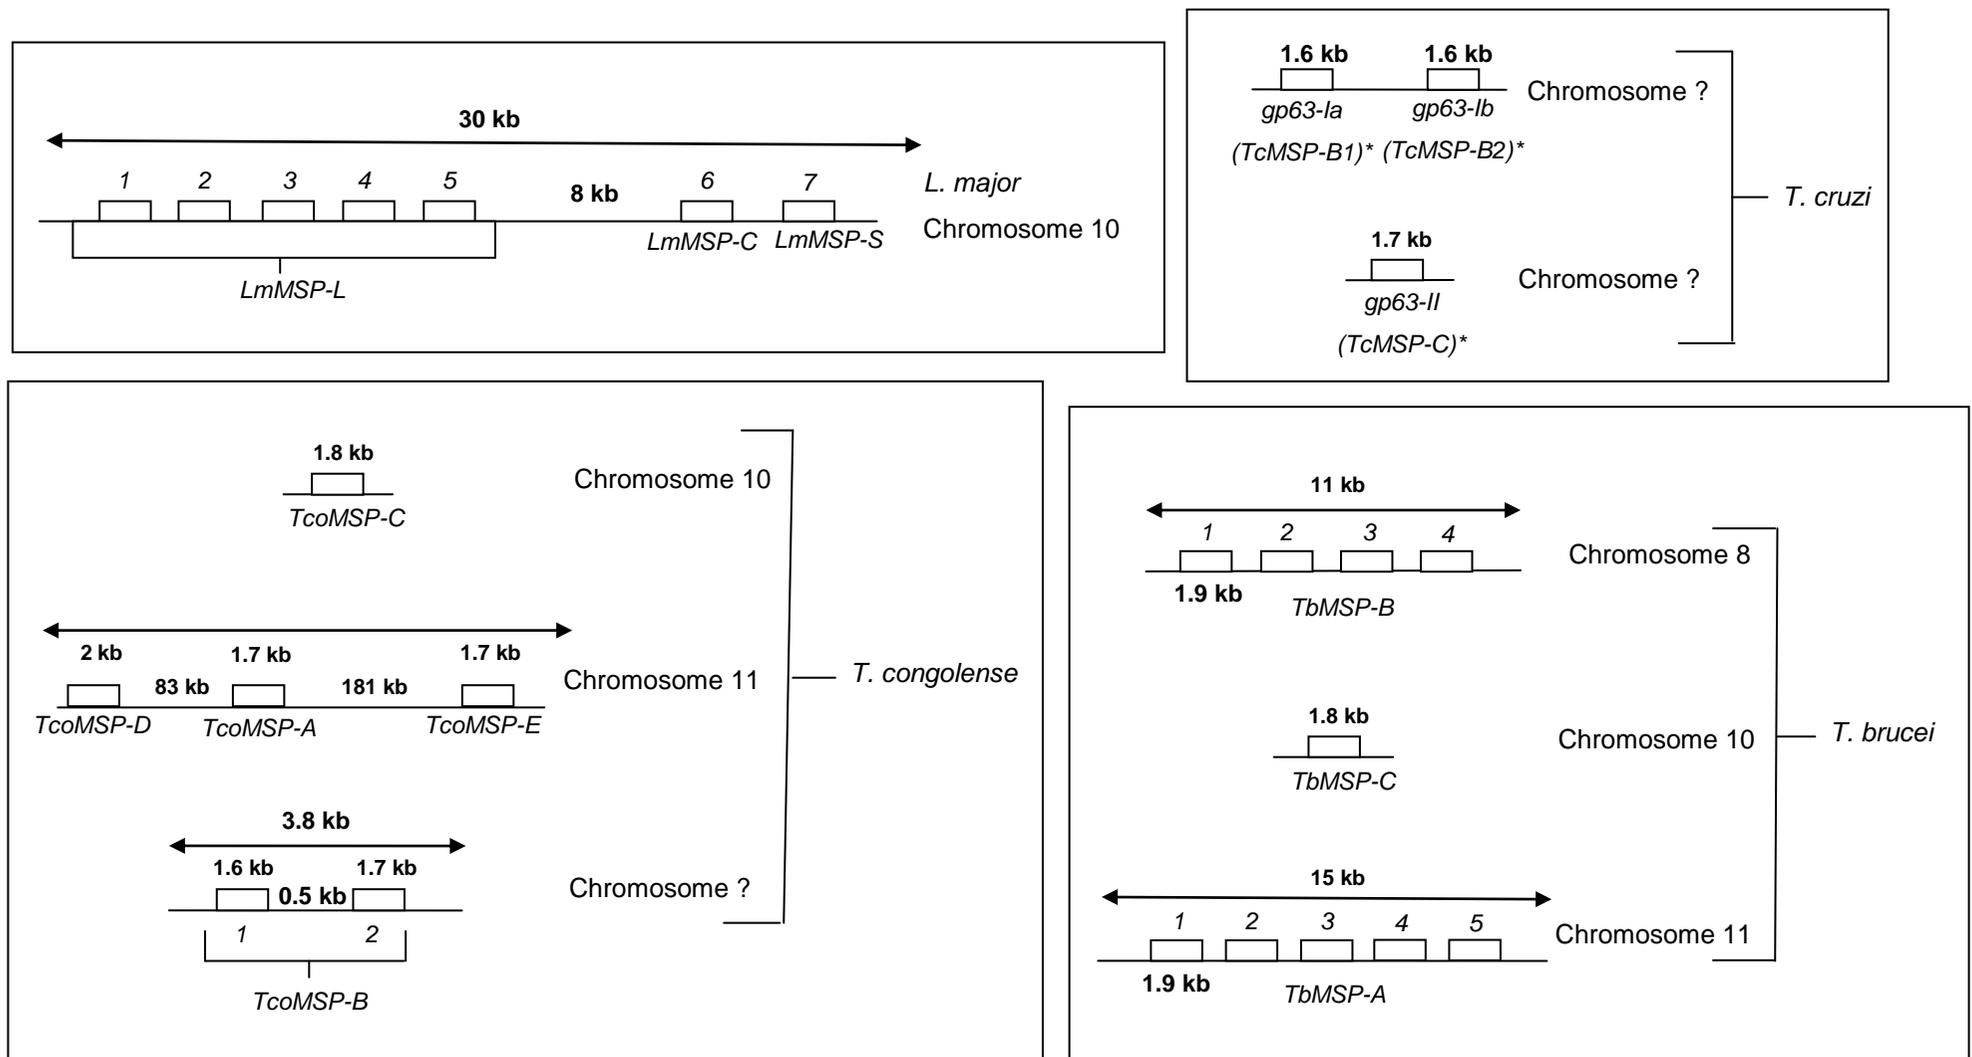 30 kb
1 2 3 4 5 8 kb 6 7 L. major
LmMSP-C LmMSP-S Chromosome 10
LmMSP-L
1.6 kb 1.6 kb
gp63-Ia gp63-Ib Chromosome ?
(TcMSP-B1)* (TcMSP-B2)*
T. cruzi
1.7 kb
gp63-II Chromosome ?
(TcMSP-C)*
1.8 kb
TcoMSP-C Chromosome 10
2 kb 1.7 kb 1.7 kb
83 kb 181 kb Chromosome 11
TcoMSP-D TcoMSP-A TcoMSP-E
T. congolense
3.8 kb
1.6 kb 1.7 kb
0.5 kb Chromosome ?
1 2
TcoMSP-B
11 kb
1 2 3 4 Chromosome 8
1.9 kb TbMSP-B
1.8 kb
TbMSP-C Chromosome 10
T. brucei
15 kb
1 2 3 4 5 Chromosome 11
1.9 kb TbMSP-A